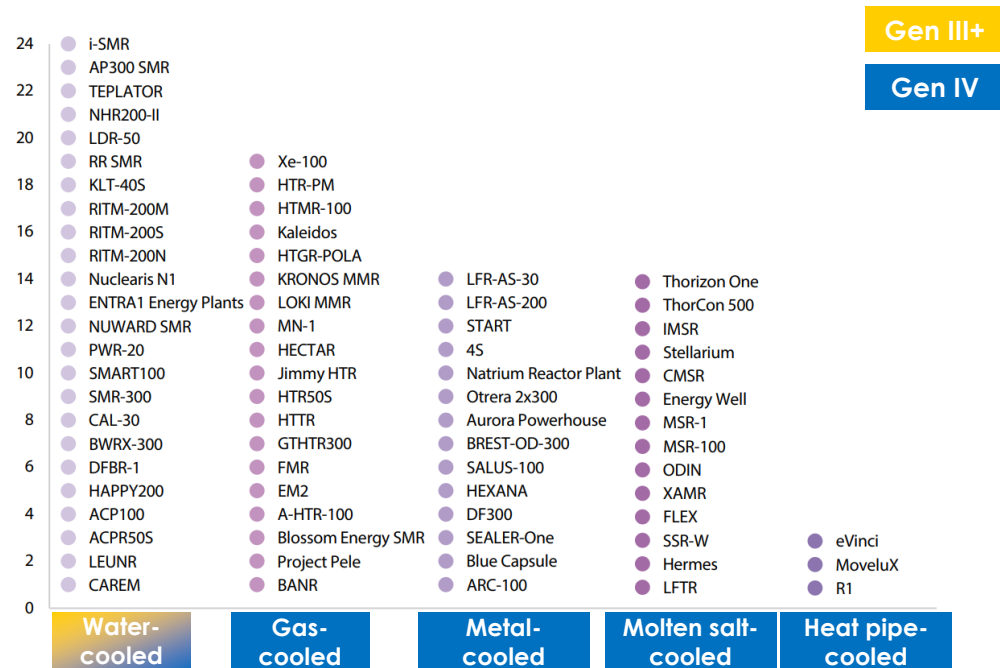 Gen III+
Gen IV
24
22
20
18
16
14
12
10
8
6
4
2
0
i-SMR
AP300 SMR
TEPLATOR
NHR200-II
LDR-50
RR SMR
KLT-40S
RITM-200M
RITM-200S
RITM-200N
Nuclearis N1
ENTRA1 Energy Plants
NUWARD SMR
PWR-20
SMART100
SMR-300
CAL-30
BWRX-300
DFBR-1
HAPPY200
ACP100
ACPR50S
LEUNR
CAREM
Water-
cooled
Xe-100
HTR-PM
HTMR-100
Kaleidos
HTGR-POLA
KRONOS MMR
LOKI MMR
MN-1
HECTAR
Jimmy HTR
HTR50S
HTTR
GTHTR300
FMR
EM2
A-HTR-100
Blossom Energy SMR
Project Pele
BANR
Gas-
cooled
LFR-AS-30
LFR-AS-200
START
4S
Natrium Reactor Plant
Otrera 2x300
Aurora Powerhouse
BREST-OD-300
SALUS-100
HEXANA
DF300
SEALER-One
Blue Capsule
ARC-100
Metal-
cooled
Thorizon One
ThorCon 500
IMSR
Stellarium
CMSR
Energy Well
MSR-1
MSR-100
ODIN
XAMR
FLEX
SSR-W
Hermes
LFTR
Molten salt-
cooled
eVinci
MoveluX
R1
Heat pipe-
cooled